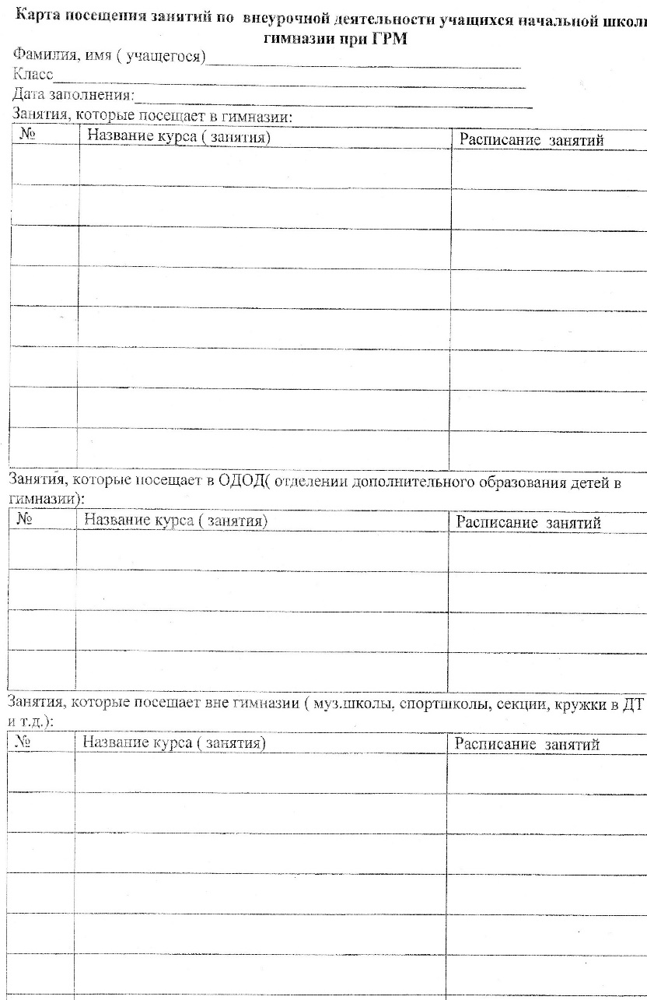 Карта посещения занятий по внеурочной деятельности учащихся начальной школ
гимназии при ГРМ
Фамилия, имя ( учащегося)
Класс
Дата заполнения:
Занятия, которые посещает в гимназии:
№ Название курса ( занятия) Расписание занятий
Занятия, которые посещает в ОДОД( отделении дополнительного образования детей в
гимназии):
№ Название курса ( занятия) Расписание занятий
Занятия, которые посещает вне гимназии ( муз.школы, спортшколы, секции, кружки в ДТ
и т.д.):
№ Название курса ( занятия) Расписание занятий